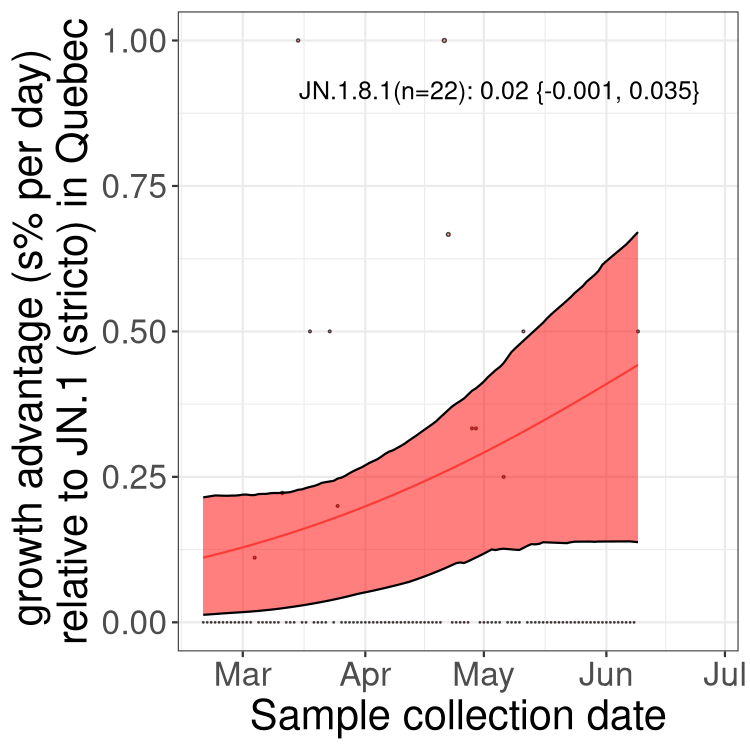 growth advantage (s% per day)
relative to JN.1 (stricto) in Quebec
1.00
0.75
0.50
0.25
0.00
JN.1.8.1(n=22): 0.02 {-0.001, 0.035}
Mar Apr May Jun Jul
Sample collection date